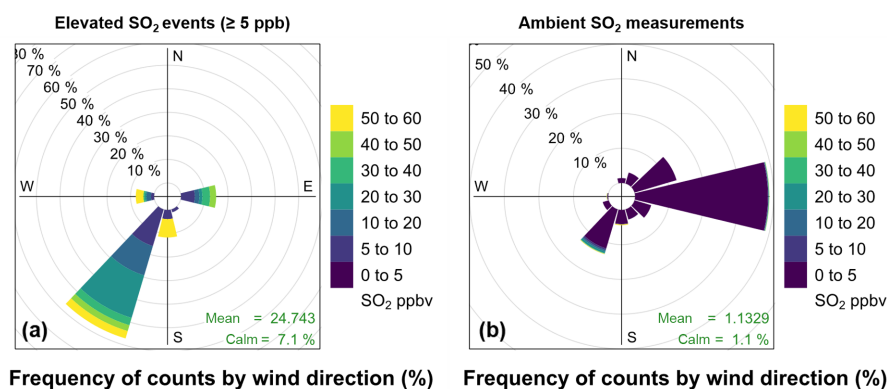 Elevated SO2 events (≥ 5 ppb)
30 %
70 %
60 %
50 %
40 %
30 %
20 %
10 %
N
W
E
S
(a)
Mean = 24.743
Calm = 7.1 %
50 to 60
40 to 50
30 to 40
20 to 30
10 to 20
5 to 10
0 to 5
SO2 ppbv
Frequency of counts by wind direction (%)
Ambient SO2 measurements
50 %
40 %
30 %
20 %
10 %
N
W
S
(b)
Mean = 1.1329
Calm = 1.1 %
50 to 60
40 to 50
30 to 40
20 to 30
10 to 20
5 to 10
0 to 5
SO2 ppbv
Frequency of counts by wind direction (%)